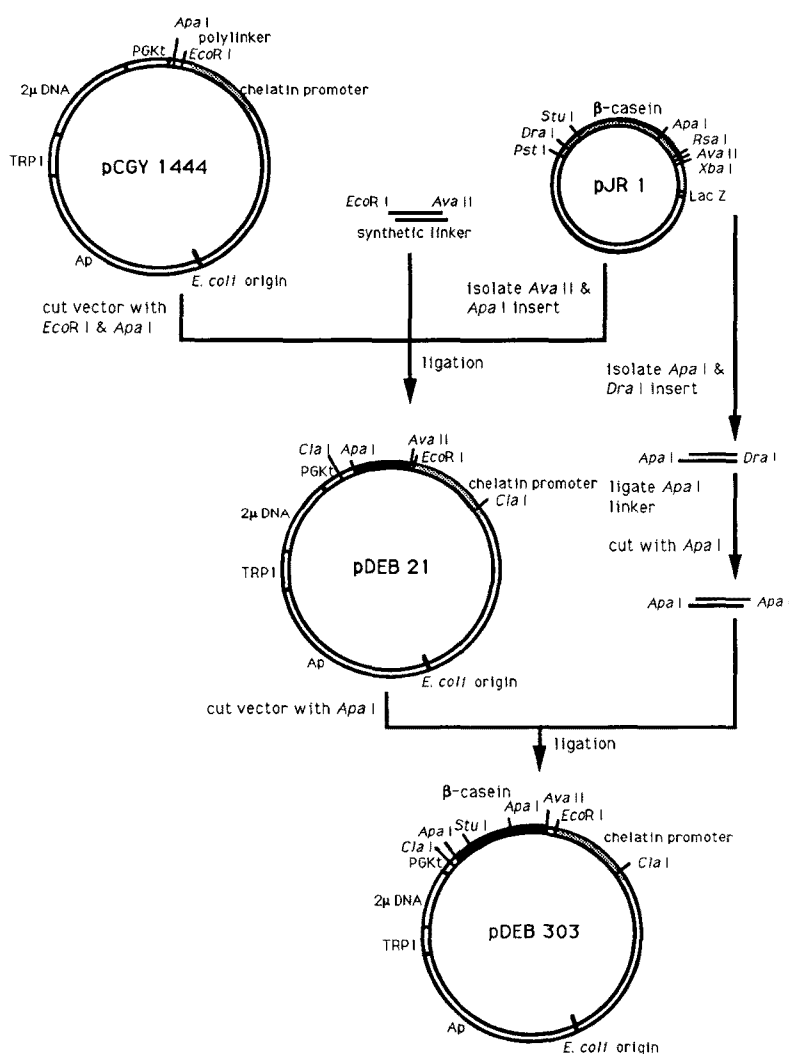 Apa I
polylinker
PGKt
EcoR I
2μ DNA
chelatin promoter
TRP I
pCGY 1444
Ap
E. coli origin
cut vector with
EcoR I & Apa I
EcoR I
Ava II
synthetic linker
β-casein
Stu I
Apa I
Dra I
Rsa I
Ava II
Pst I
Xba I
pJR 1
Lac Z
isolate Ava II &
Apa I insert
ligation
isolate Apa I &
Dra I insert
Apa I
Dra I
ligate Apa I
linker
cut with Apa I
Apa I
Apa
Ava II
Cla I
Apa I
EcoR I
PGKt
chelatin promoter
Cla I
2μ DNA
TRP I
pDEB 21
Ap
E. coli origin
cut vector with Apa I
ligation
β-casein
Apa I
Ava II
Stu I
EcoR I
Apa I
Cla I
chelatin promoter
PGKt
Cla I
2μ DNA
TRP I
pDEB 303
Ap
E. coli origin